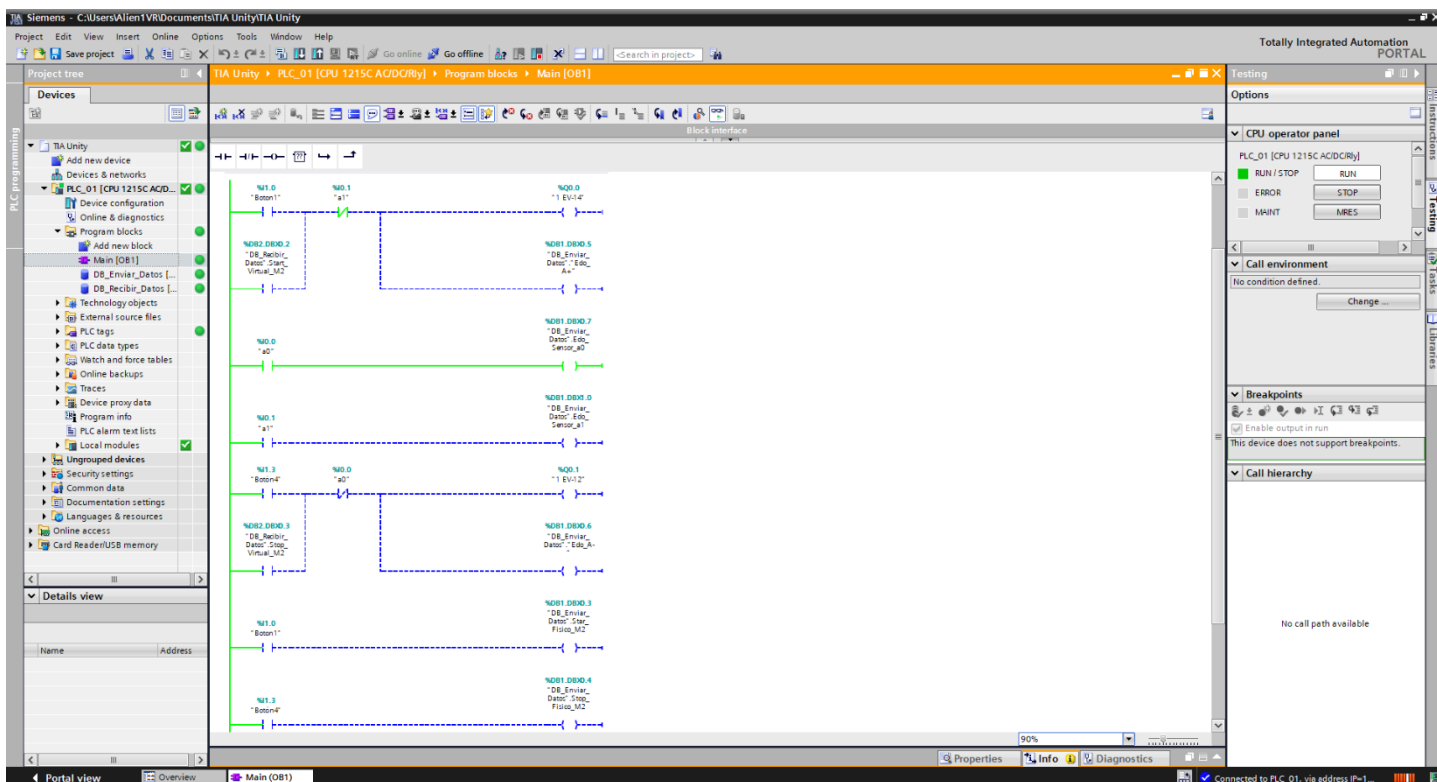 Siemens - C:\Users\Alien1VR\Documents\TIA Unity\TIA Unity
Project Edit View Insert Online Options Tools Window Help
Save project Go online Go offline <Search in project>
Totally Integrated Automation
PORTAL
Project tree
TIA Unity PLC_01 [CPU 1215C AC/DC/Rly] Program blocks Main [OB1]
Testing
Devices
Options
PLC programming
Block interface
TIA Unity
Add new device
Devices & networks
PLC_01 [CPU 1215C AC/D...
Device configuration
Online & diagnostics
Program blocks
Add new block
Main [OB1]
DB_Enviar_Datos [...
DB_Recibir_Datos [...
Technology objects
External source files
PLC tags
PLC data types
Watch and force tables
Online backups
Traces
Device proxy data
Program info
PLC alarm text lists
Local modules
Ungrouped devices
Security settings
Common data
Documentation settings
Languages & resources
Online access
Card Reader/USB memory
Details view
Name Address
%I1.0 %I0.1 %Q0.0
"Boton1" "a1" "1 EV-14"
%DB2.DBX0.2 %DB1.DBX0.5
"DB_Recibir_ "DB_Enviar_
Datos".Start_ Datos"."Edo_
Virtual_M2 A+"
%DB1.DBX0.7
"DB_Enviar_
%I0.0 Datos".Edo_
"a0" Sensor_a0
%DB1.DBX1.0
"DB_Enviar_
%I0.1 Datos".Edo_
"a1" Sensor_a1
%I1.3 %I0.0 %Q0.1
"Boton4" "a0" "1 EV-12"
%DB2.DBX0.3 %DB1.DBX0.6
"DB_Recibir_ "DB_Enviar_
Datos".Stop_ Datos"."Edo_A-
Virtual_M2 "
%DB1.DBX0.3
"DB_Enviar_
%I1.0 Datos".Star_
"Boton1" Fisico_M2
%DB1.DBX0.4
"DB_Enviar_
%I1.3 Datos".Stop_
"Boton4" Fisico_M2
90%
Properties Info Diagnostics
CPU operator panel
PLC_01 [CPU 1215C AC/DC/Rly]
RUN / STOP RUN
ERROR STOP
MAINT MRES
Call environment
No condition defined.
Change ...
Breakpoints
Enable output in run
This device does not support breakpoints.
Call hierarchy
No call path available
Instructions
Testing
Tasks
Libraries
Portal view Overview Main (OB1)
Connected to PLC_01, via address IP=1...